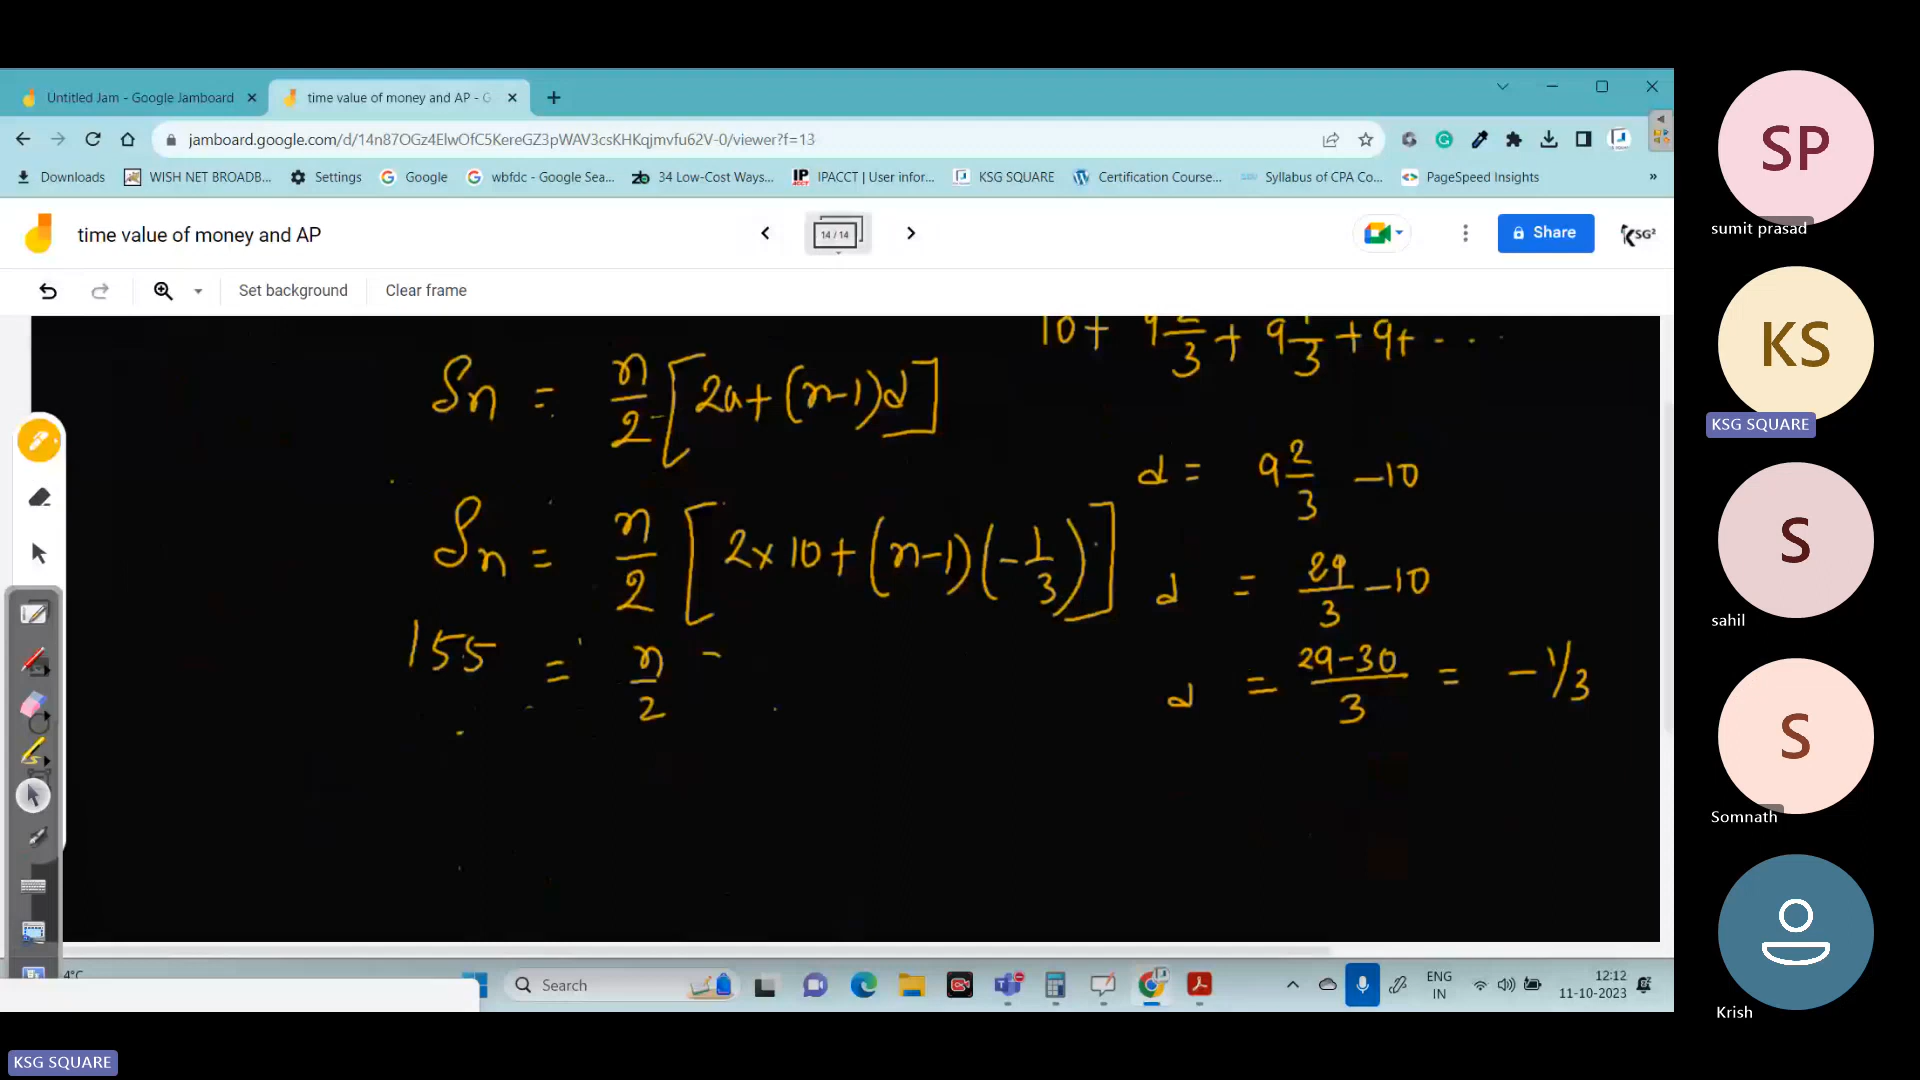 Untitled Jam - Google Jamboard
time value of money and AP - G
jamboard.google.com/d/14n87OGz4ElwOfC5KereGZ3pWAV3csKHKqjmvfu62V-0/viewer?f=13
Downloads WISH NET BROADB... Settings Google wbfdc - Google Sea... 34 Low-Cost Ways... IPACCT | User infor... KSG SQUARE Certification Course... Syllabus of CPA Co... PageSpeed Insights »
time value of money and AP
14 / 14
Share
KSG²
Set background Clear frame
10 + 9 2/3 + 9 1/3 + 9 + ...
Sn = n/2 [2a + (n-1)d]
d = 9 2/3 - 10
Sn = n/2 [2 × 10 + (n-1)(-1/3)]
d = 29/3 - 10
155 = n/2
d = 29-30/3 = -1/3
4°C
Search
ENG
IN
12:12
11-10-2023
SP
sumit prasad
KS
KSG SQUARE
S
sahil
S
Somnath
Krish
KSG SQUARE